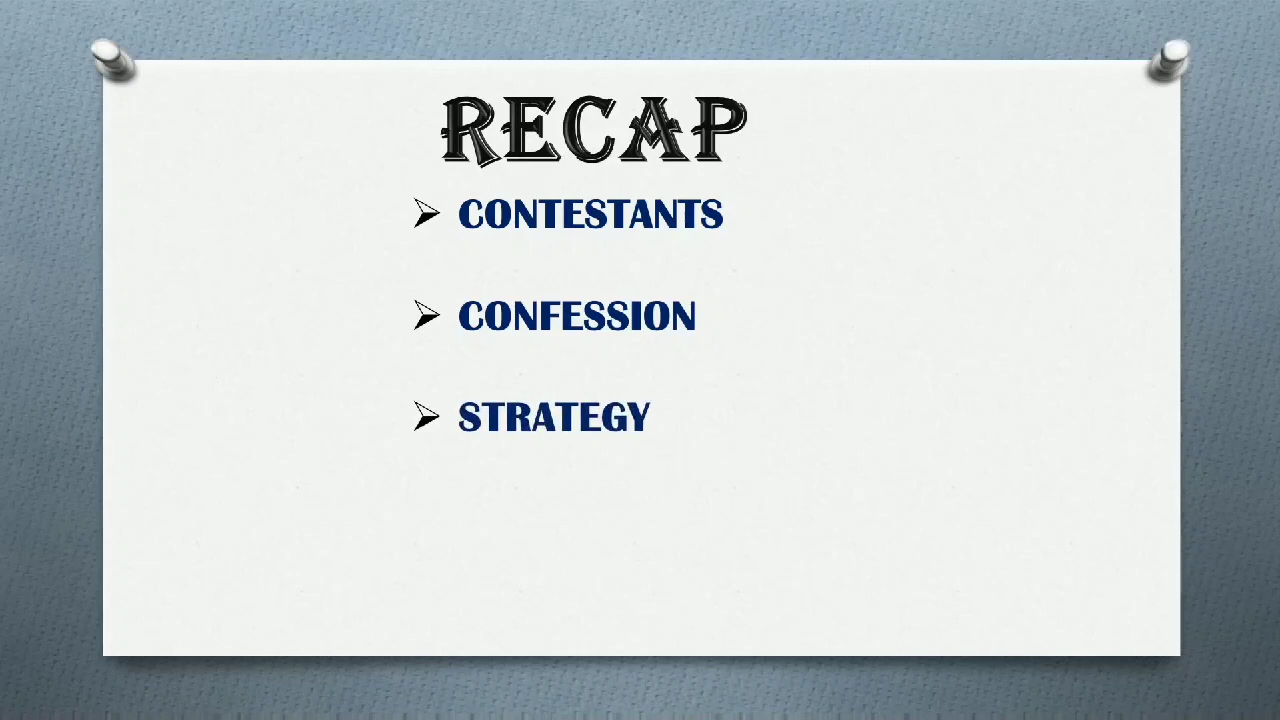 RECAP
➢ CONTESTANTS
➢ CONFESSION
➢ STRATEGY